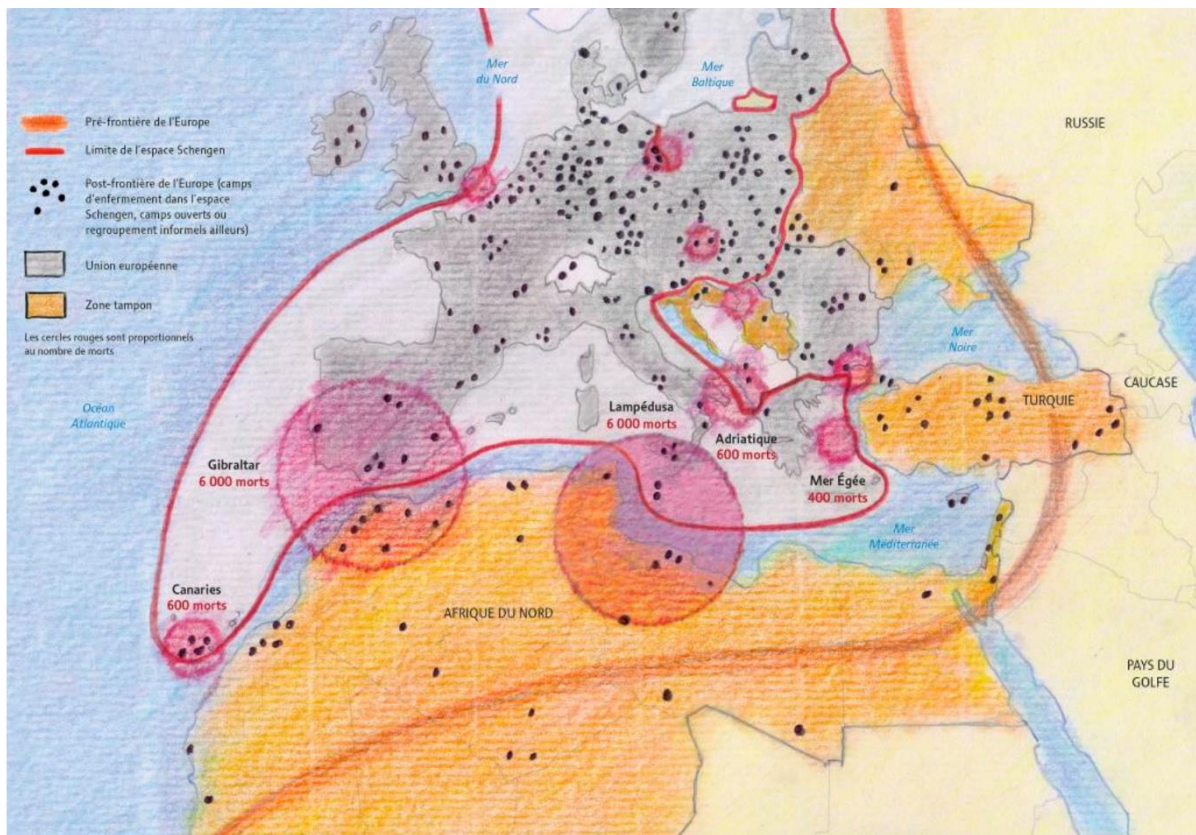 Pré-frontière de l'Europe
Limite de l'espace Schengen
Post-frontière de l'Europe (camps
d'enfermement dans l'espace
Schengen, camps ouverts ou
regroupement informels ailleurs)
Union européenne
Zone tampon
Les cercles rouges sont proportionnels
au nombre de morts
Mer
du Nord
Mer
Baltique
RUSSIE
Mer
Noire
CAUCASE
TURQUIE
Océan
Atlantique
Lampédusa
6 000 morts
Adriatique
600 morts
Gibraltar
6 000 morts
Mer Égée
400 morts
Mer
Méditerranée
Canaries
600 morts
AFRIQUE DU NORD
PAYS DU
GOLFE